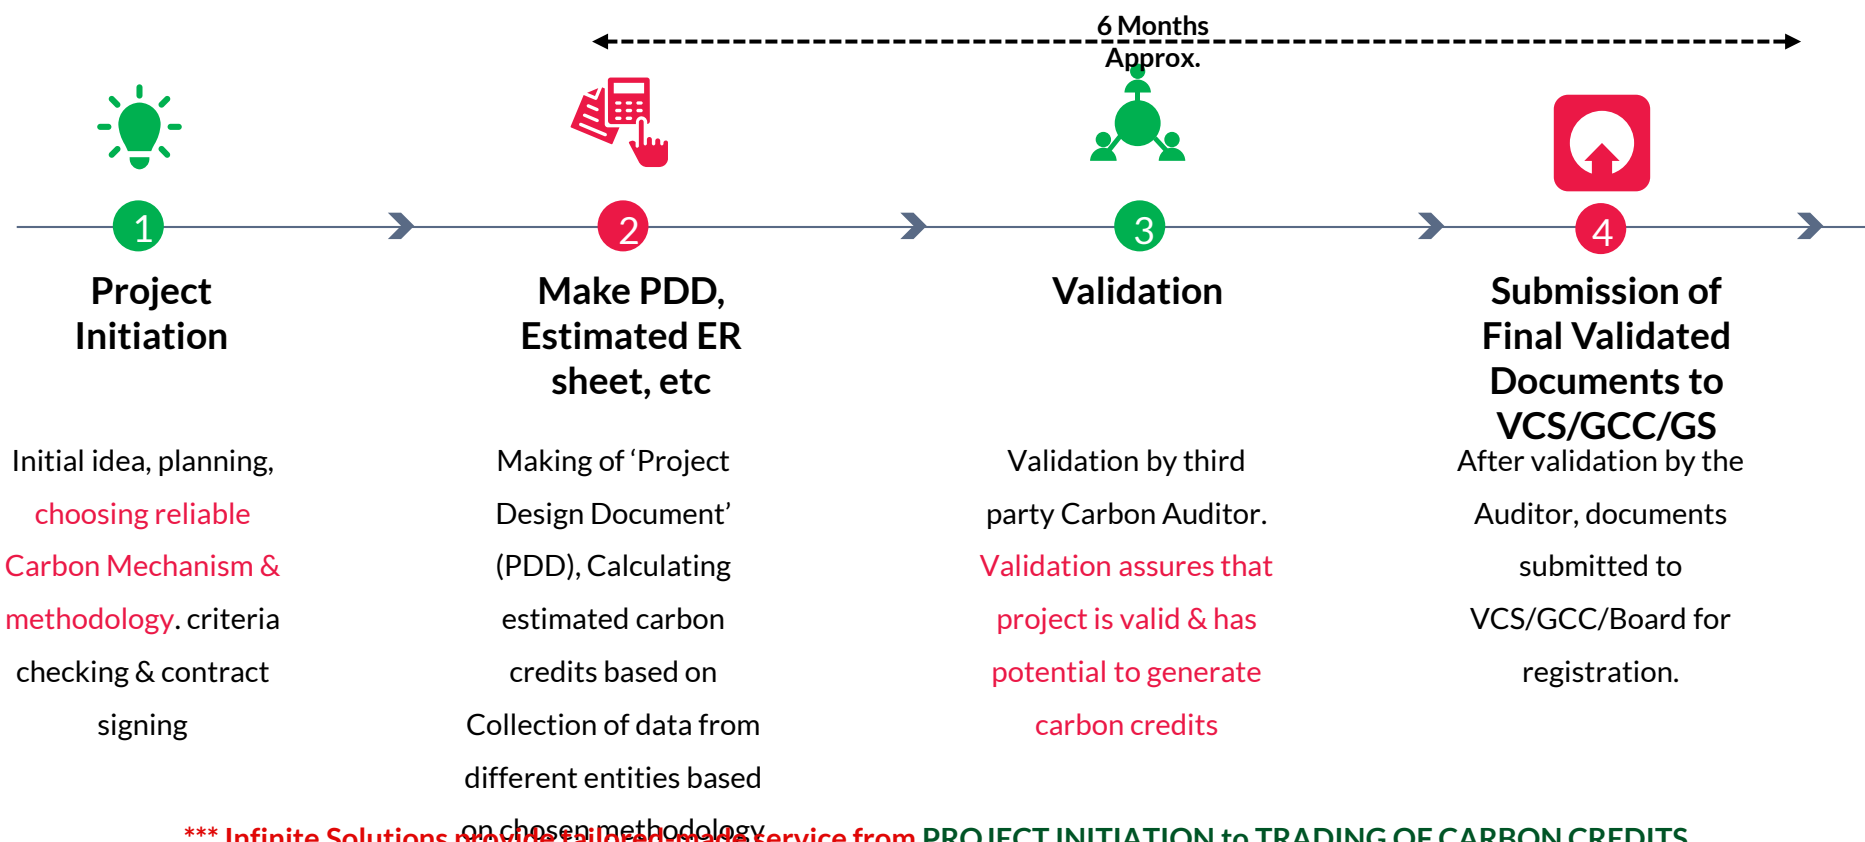 6 Months
Approx.
1
2
3
4
Project
Initiation
Make PDD,
Estimated ER
sheet, etc
Validation
Submission of
Final Validated
Documents to
VCS/GCC/GS
Initial idea, planning,
choosing reliable
Carbon Mechanism &
methodology. criteria
checking & contract
signing
Making of ‘Project
Design Document’
(PDD), Calculating
estimated carbon
credits based on
Collection of data from
different entities based
on chosen methodology
Validation by third
party Carbon Auditor.
Validation assures that
project is valid & has
potential to generate
carbon credits
After validation by the
Auditor, documents
submitted to
VCS/GCC/Board for
registration.
*** Infinite Solutions provide tailored-made service from PROJECT INITIATION to TRADING OF CARBON CREDITS